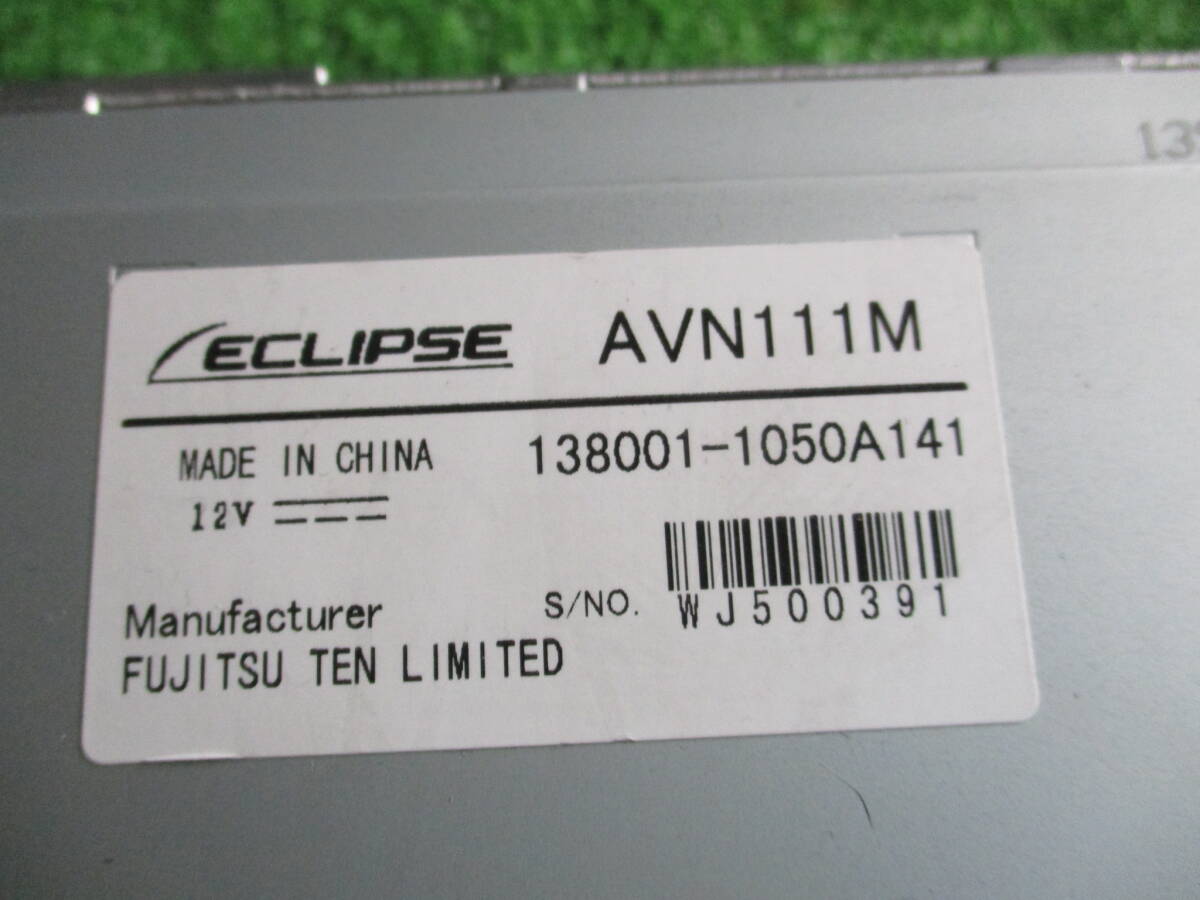 ECLIPSE AVN111M
MADE IN CHINA 138001-1050A141
12V
S/NO. WJ500391
Manufacturer
FUJITSU TEN LIMITED